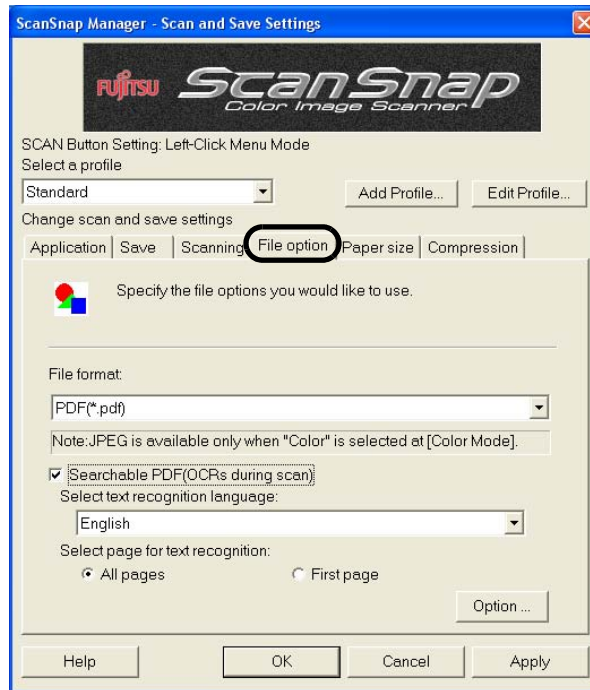 ScanSnap Manager - Scan and Save Settings
FUJITSU ScanSnap
Color Image Scanner
SCAN Button Setting: Left-Click Menu Mode
Select a profile
Standard
Add Profile...
Edit Profile...
Change scan and save settings
Application Save Scanning File option Paper size Compression
Specify the file options you would like to use.
File format:
PDF(*.pdf)
Note:JPEG is available only when "Color" is selected at [Color Mode].
Searchable PDF(OCRs during scan)
Select text recognition language:
English
Select page for text recognition:
All pages First page
Option ...
Help OK Cancel Apply